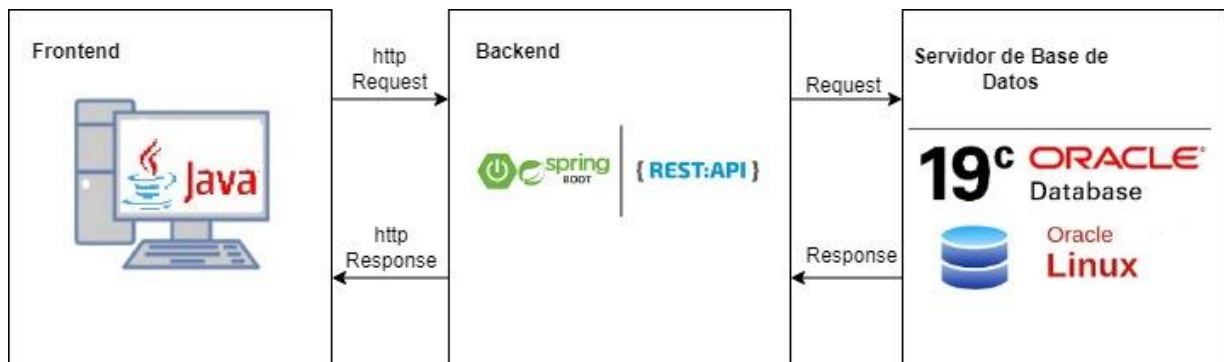 Frontend
Java
http
Request
http
Response
Backend
spring
BOOT
{ REST:API }
Request
Response
Servidor de Base de
Datos
19c ORACLE
Database
Oracle
Linux